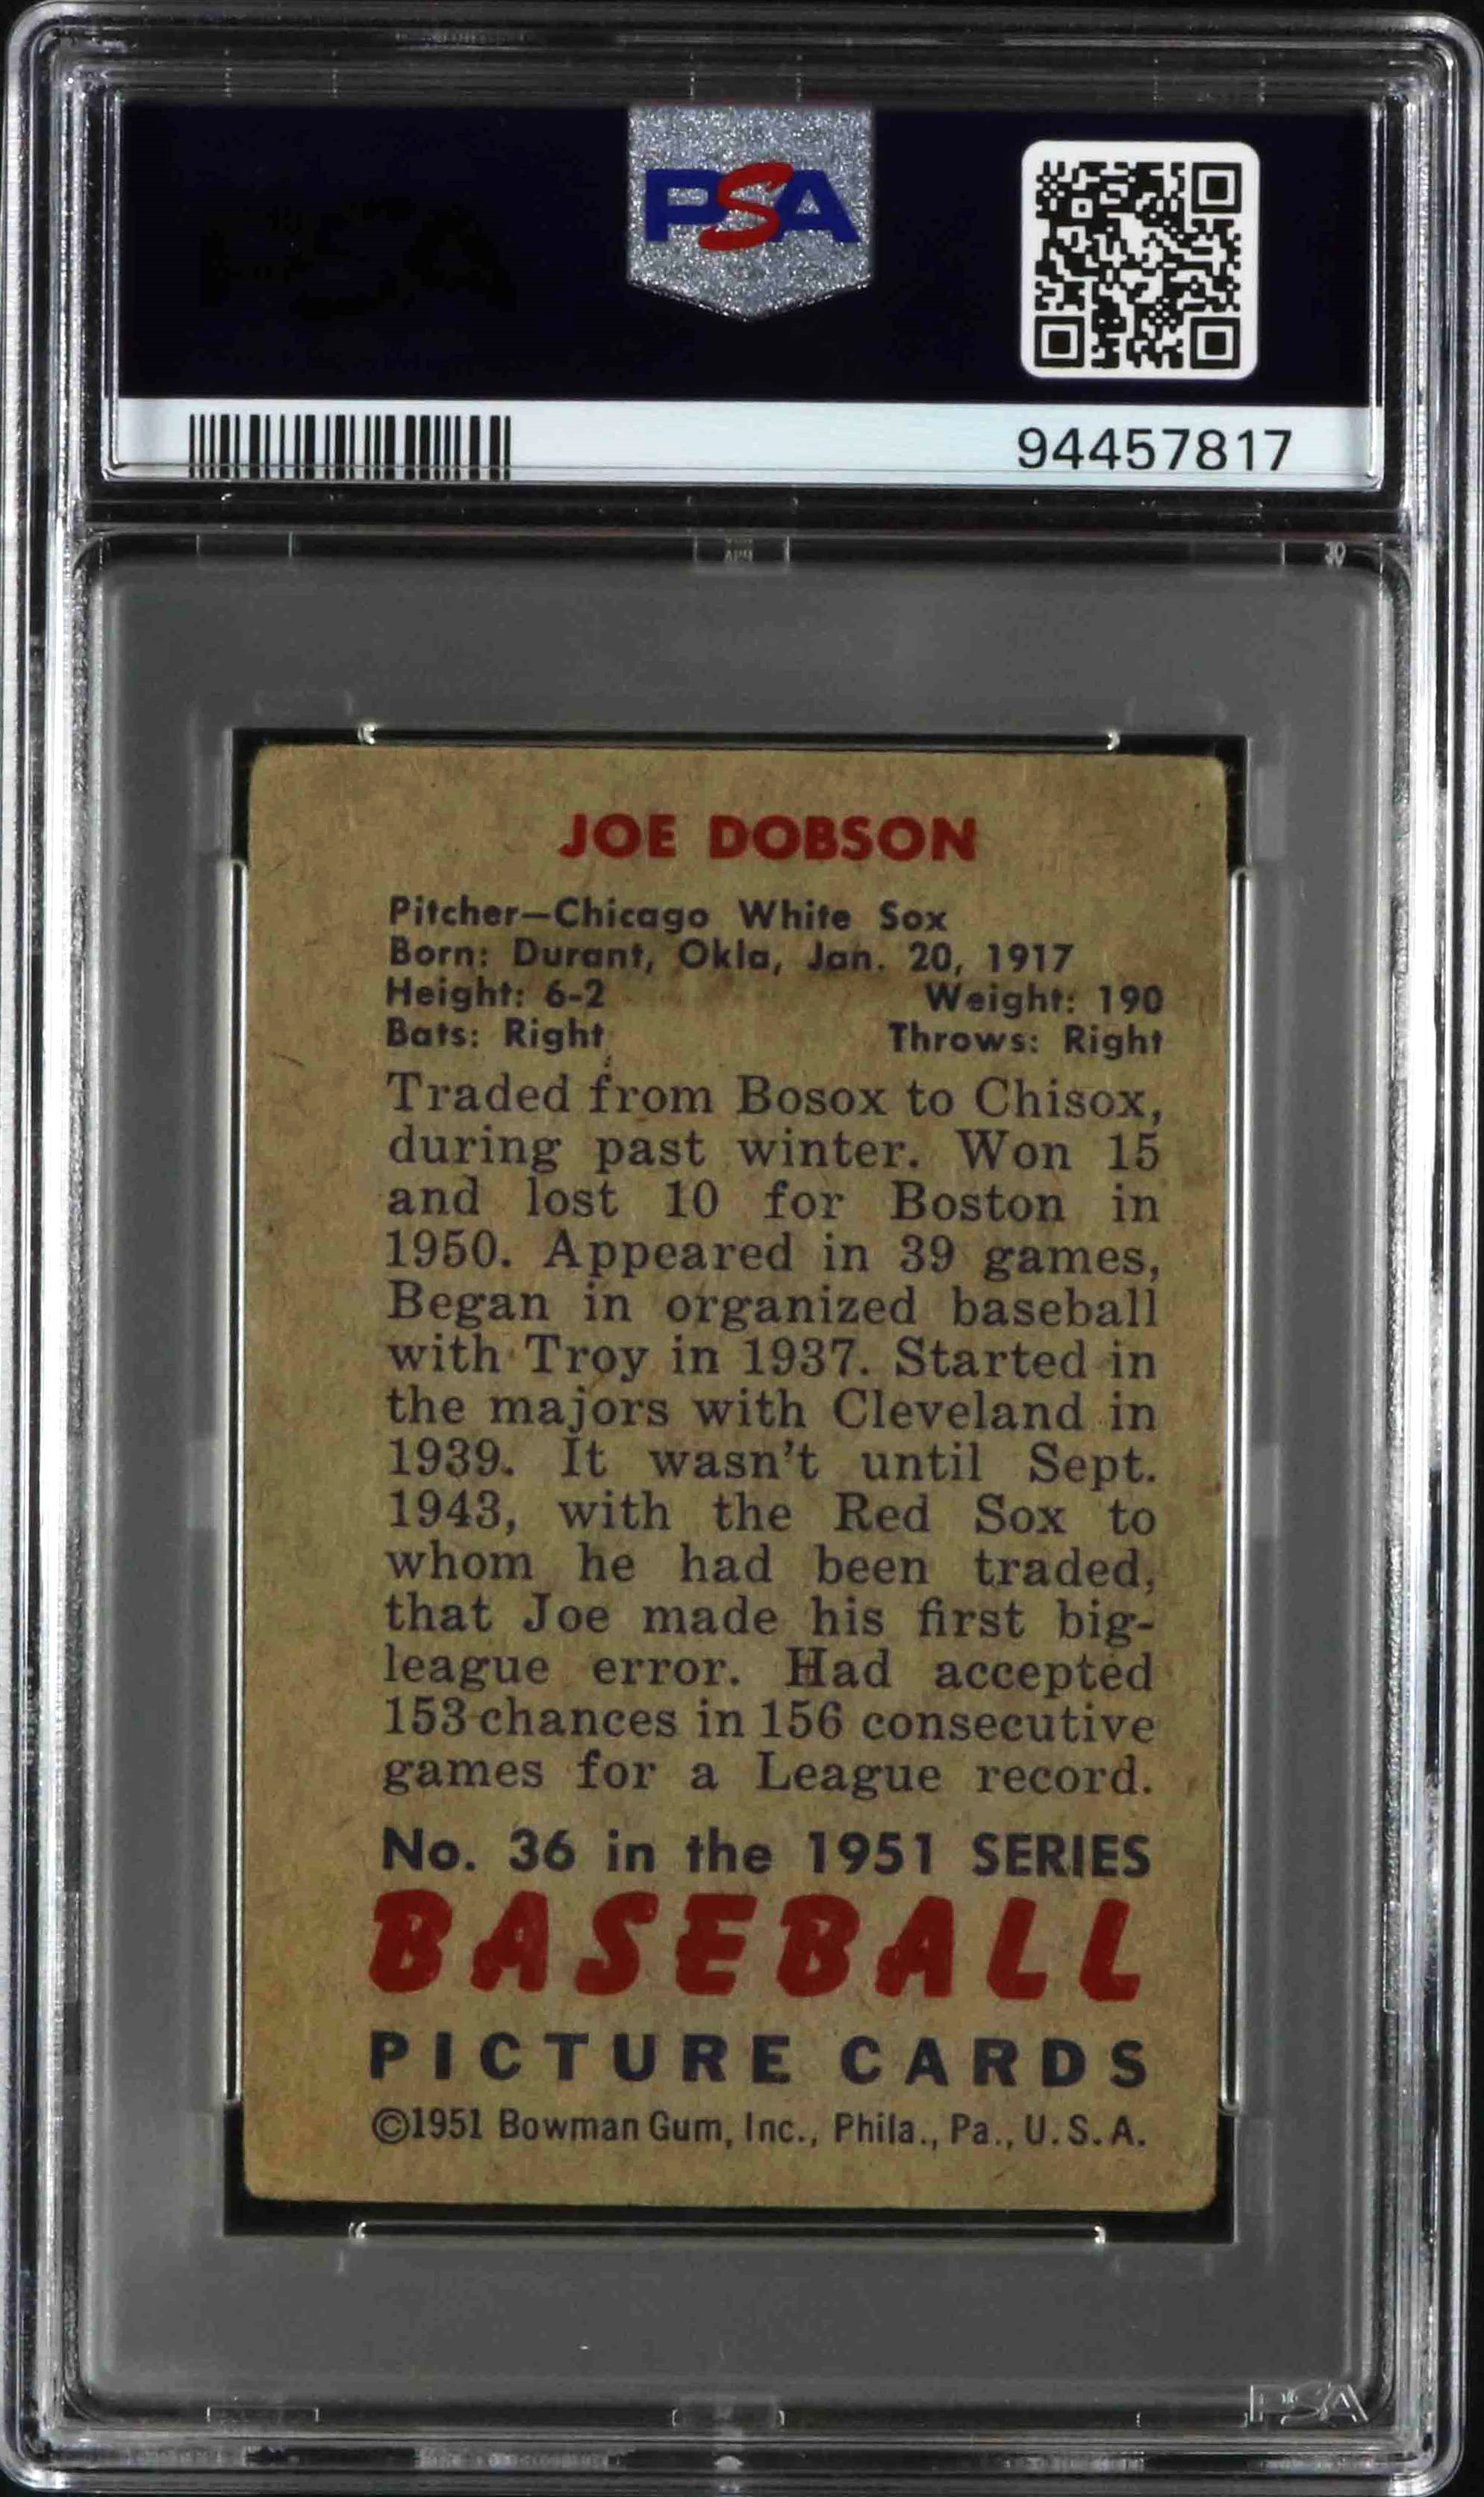 PSA
94457817
JOE DOBSON
Pitcher—Chicago White Sox
Born: Durant, Okla, Jan. 20, 1917
Height: 6-2 Weight: 190
Bats: Right Throws: Right
Traded from Bosox to Chisox,
during past winter. Won 15
and lost 10 for Boston in
1950. Appeared in 39 games,
Began in organized baseball
with Troy in 1937. Started in
the majors with Cleveland in
1939. It wasn't until Sept.
1943, with the Red Sox to
whom he had been traded,
that Joe made his first big-
league error. Had accepted
153 chances in 156 consecutive
games for a League record.
No. 36 in the 1951 SERIES
BASEBALL
PICTURE CARDS
©1951 Bowman Gum, Inc., Phila., Pa., U.S.A.
PSA